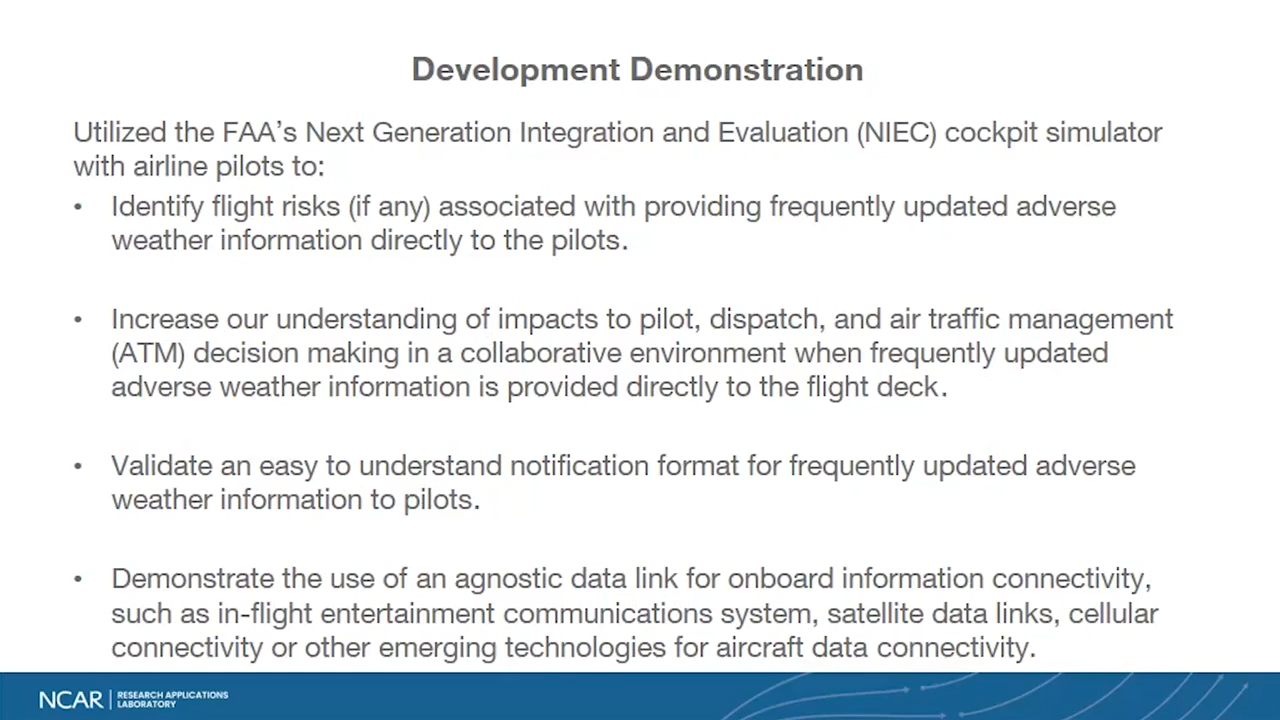 Development Demonstration
Utilized the FAA's Next Generation Integration and Evaluation (NIEC) cockpit simulator
with airline pilots to:
• Identify flight risks (if any) associated with providing frequently updated adverse
weather information directly to the pilots.
• Increase our understanding of impacts to pilot, dispatch, and air traffic management
(ATM) decision making in a collaborative environment when frequently updated
adverse weather information is provided directly to the flight deck.
• Validate an easy to understand notification format for frequently updated adverse
weather information to pilots.
• Demonstrate the use of an agnostic data link for onboard information connectivity,
such as in-flight entertainment communications system, satellite data links, cellular
connectivity or other emerging technologies for aircraft data connectivity.
NCAR | RESEARCH APPLICATIONS
LABORATORY